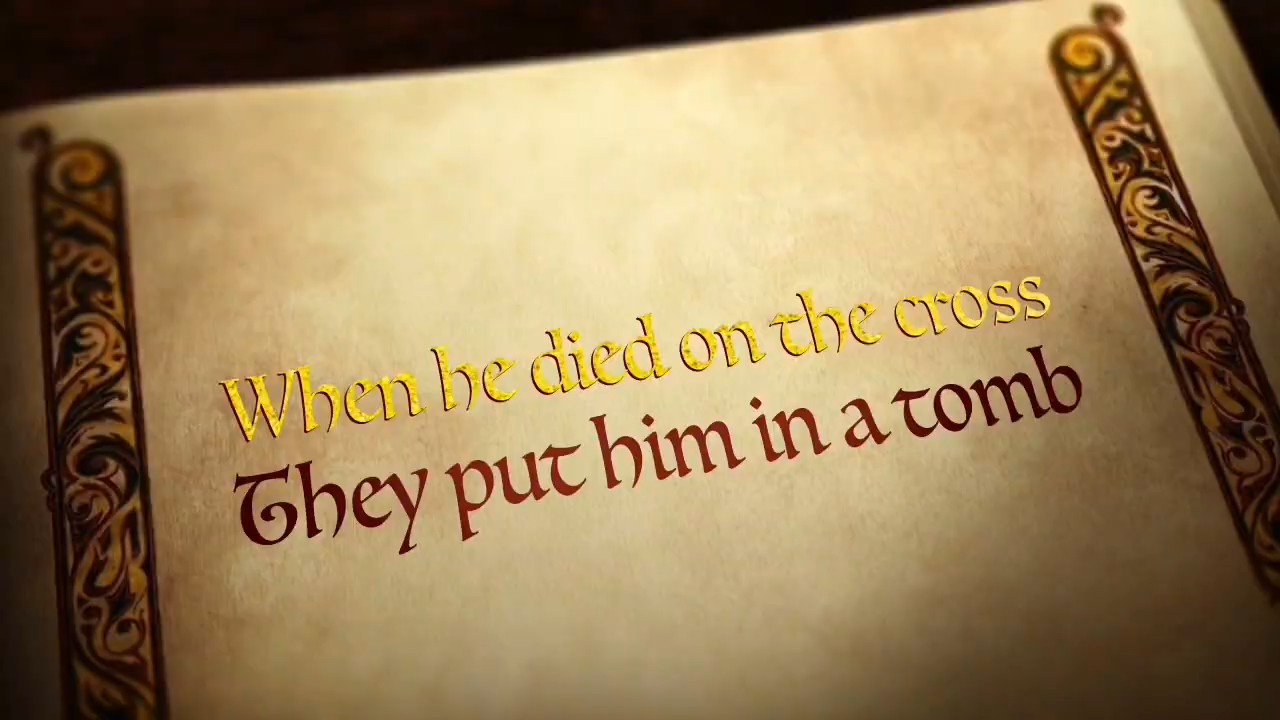 When he died on the cross
They put him in a tomb